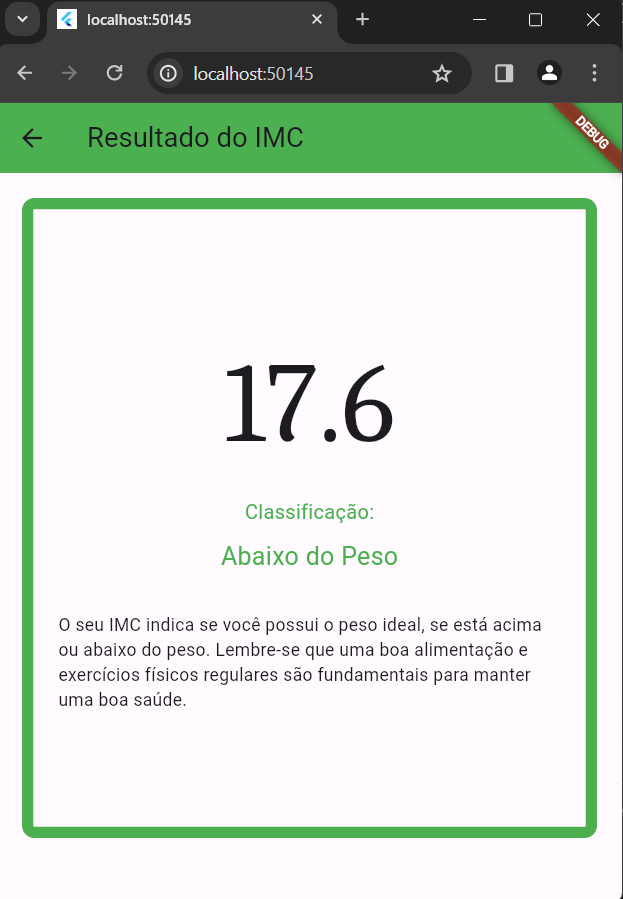 localhost:50145
localhost:50145
Resultado do IMC
DEBUG
17.6
Classificação:
Abaixo do Peso
O seu IMC indica se você possui o peso ideal, se está acima
ou abaixo do peso. Lembre-se que uma boa alimentação e
exercícios físicos regulares são fundamentais para manter
uma boa saúde.